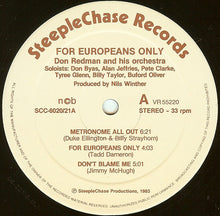 SteepleChase Records
FOR EUROPEANS ONLY
Don Redman and his orchestra
Soloists: Don Byas, Alan Jeffries, Pete Clarke,
Tyree Glenn, Billy Taylor, Buford Oliver
Produced by Nils Winther
ncb
A
VR 55220
SCC-6020/21A
STEREO - 33 rpm
METRONOME ALL OUT 6:21
(Duke Ellington & Billy Strayhorn)
FOR EUROPEANS ONLY 4:05
(Tadd Dameron)
DON'T BLAME ME 5:01
(Jimmy McHugh)
℗ SteepleChase Productions, 1983